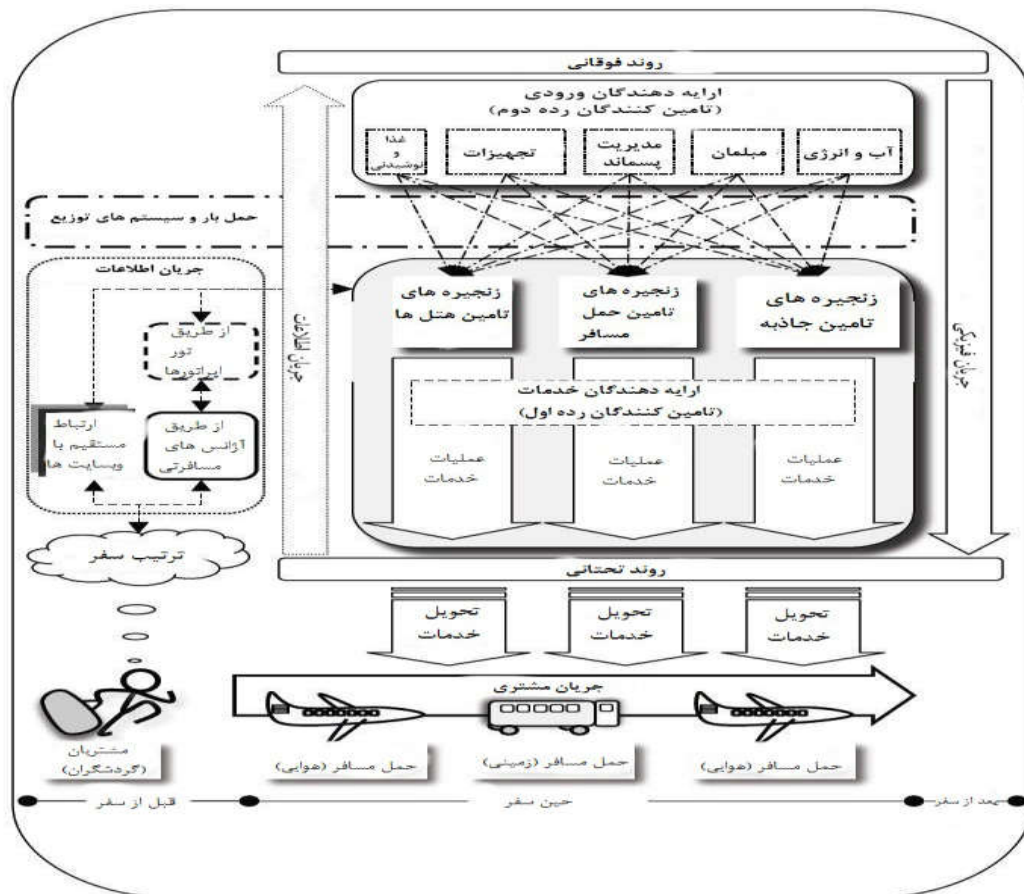 روند فوقانی
ارایه دهندگان ورودی
(تامین کنندگان رده دوم)
آب و انرژی
مبلمان
مدیریت
پسماند
تجهیزات
غذا
و
نوشیدنی
حمل بار و سیستم های توزیع
جریان فیزیکی
جریان اطلاعات
زنجیره های
تامین جاذبه
زنجیره های
تامین حمل
مسافر
زنجیره های
تامین هتل ها
ارایه دهندگان خدمات
(تامین کنندگان رده اول)
عملیات
خدمات
عملیات
خدمات
عملیات
خدمات
جریان اطلاعات
از طریق
تور
اپراتورها
از طریق
آژانس های
مسافرتی
ارتباط
مستقیم با
وبسایت ها
ترتیب سفر
روند تحتانی
تحویل
خدمات
تحویل
خدمات
تحویل
خدمات
جریان مشتری
حمل مسافر (هوایی)
حمل مسافر (زمینی)
حمل مسافر (هوایی)
مشتریان
(گردشگران)
بعد از سفر
حین سفر
قبل از سفر